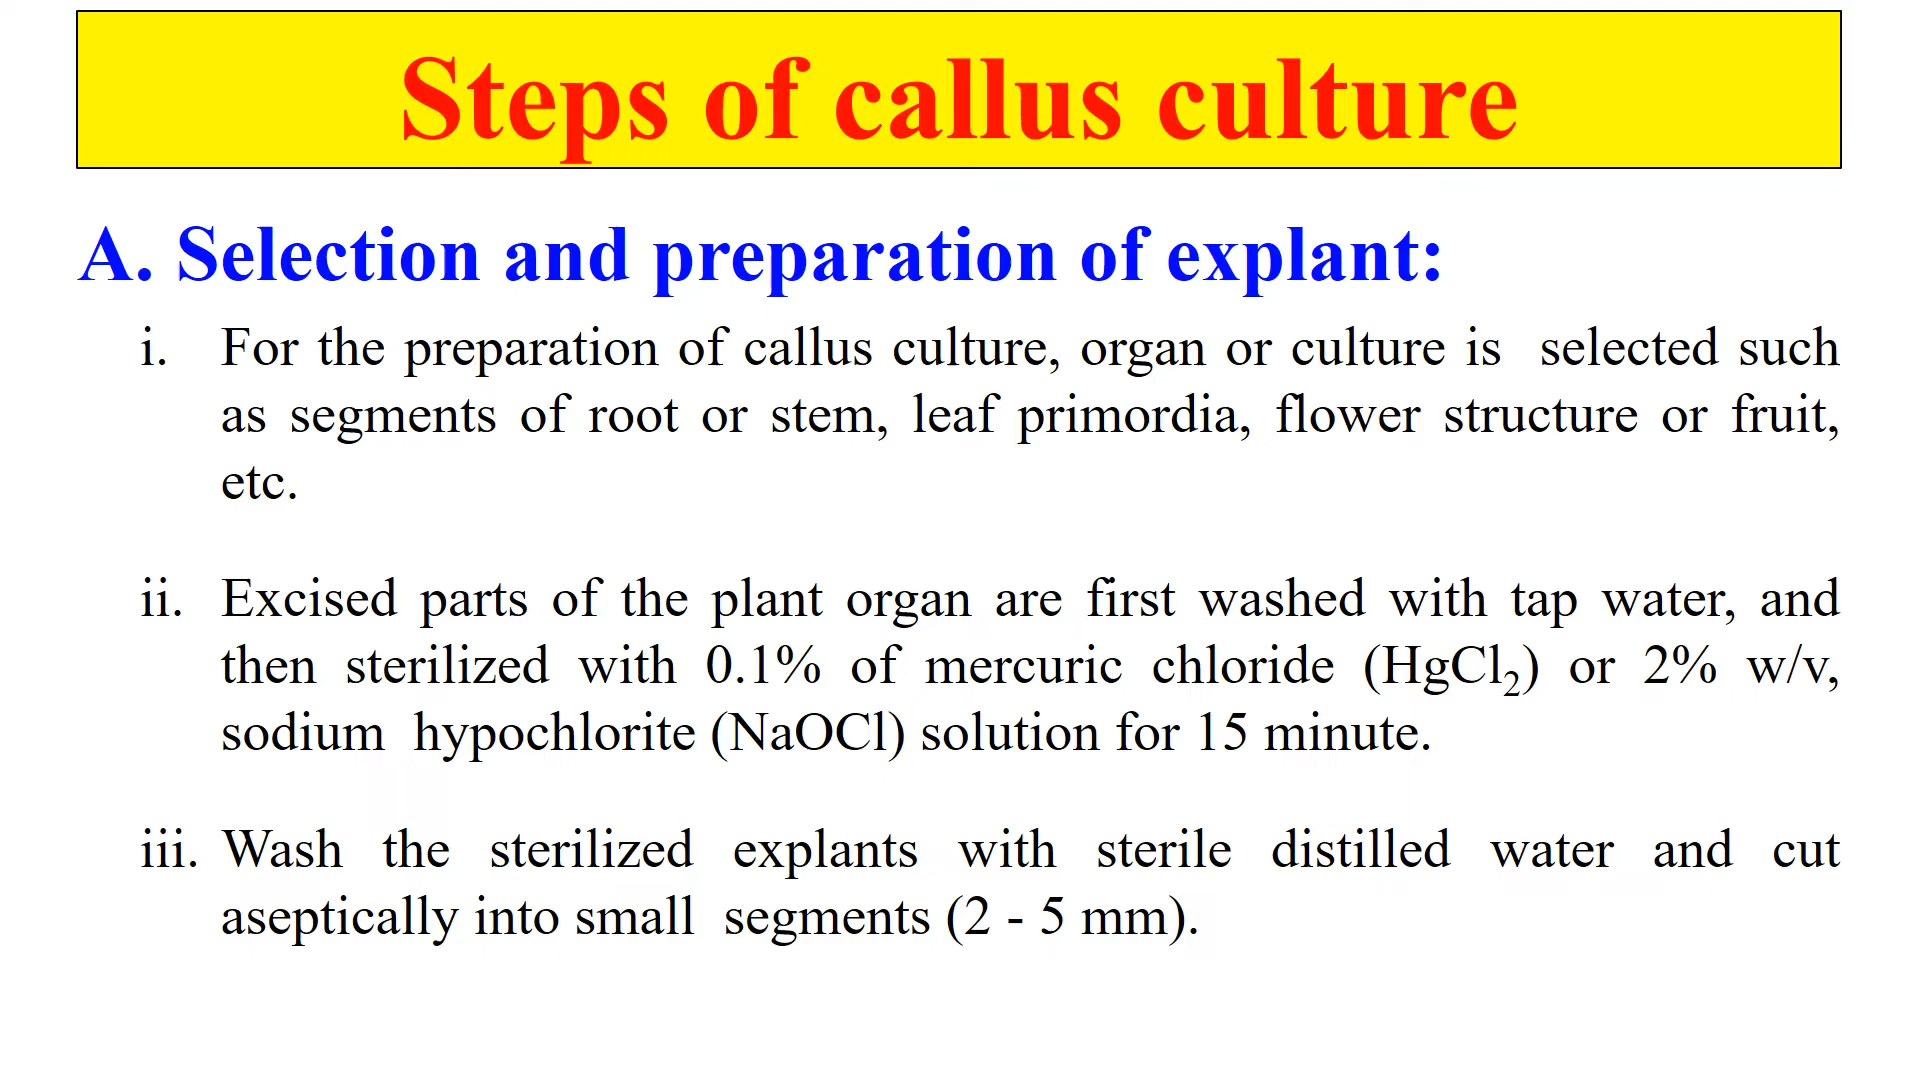 Steps of callus culture
A. Selection and preparation of explant:
i. For the preparation of callus culture, organ or culture is selected such
as segments of root or stem, leaf primordia, flower structure or fruit,
etc.
ii. Excised parts of the plant organ are first washed with tap water, and
then sterilized with 0.1% of mercuric chloride (HgCl₂) or 2% w/v,
sodium hypochlorite (NaOCl) solution for 15 minute.
iii. Wash the sterilized explants with sterile distilled water and cut
aseptically into small segments (2 - 5 mm).